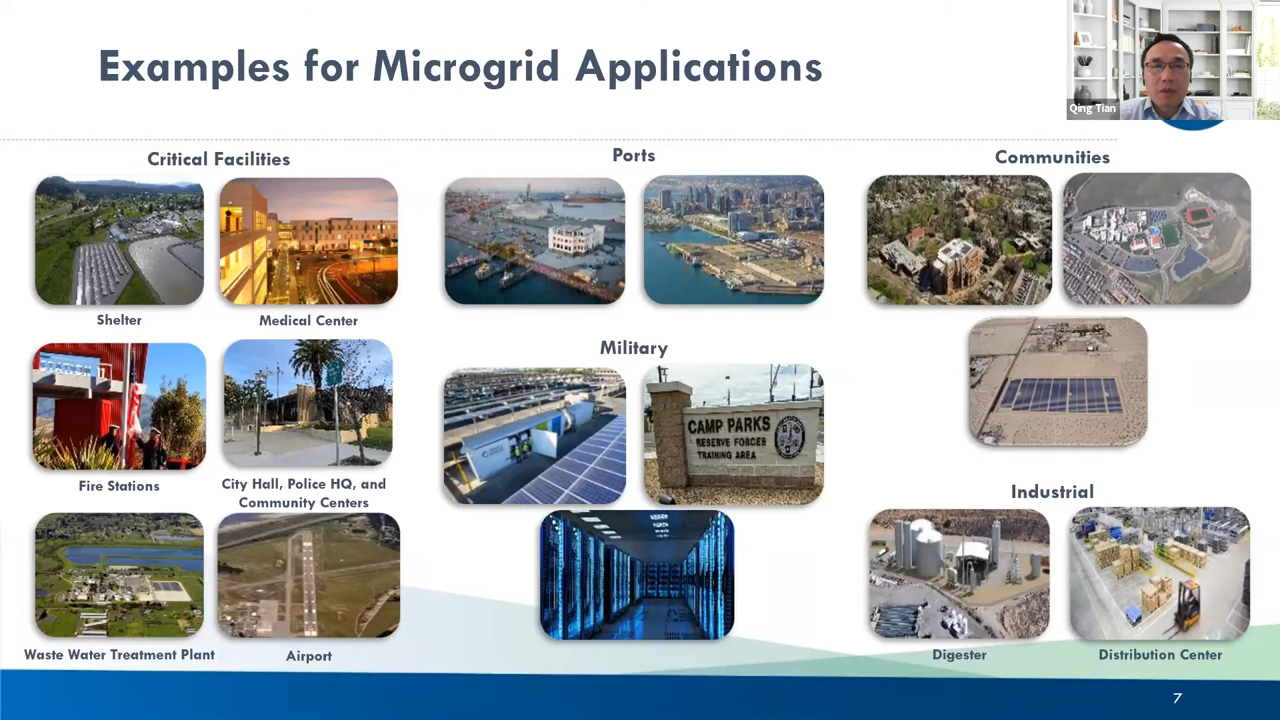 Examples for Microgrid Applications
Qing Tian
Critical Facilities
Shelter
Medical Center
Fire Stations
City Hall, Police HQ, and
Community Centers
Waste Water Treatment Plant
Airport
Ports
Military
CAMP PARKS
RESERVE FORCES
TRAINING AREA
Communities
Industrial
Digester
Distribution Center
7